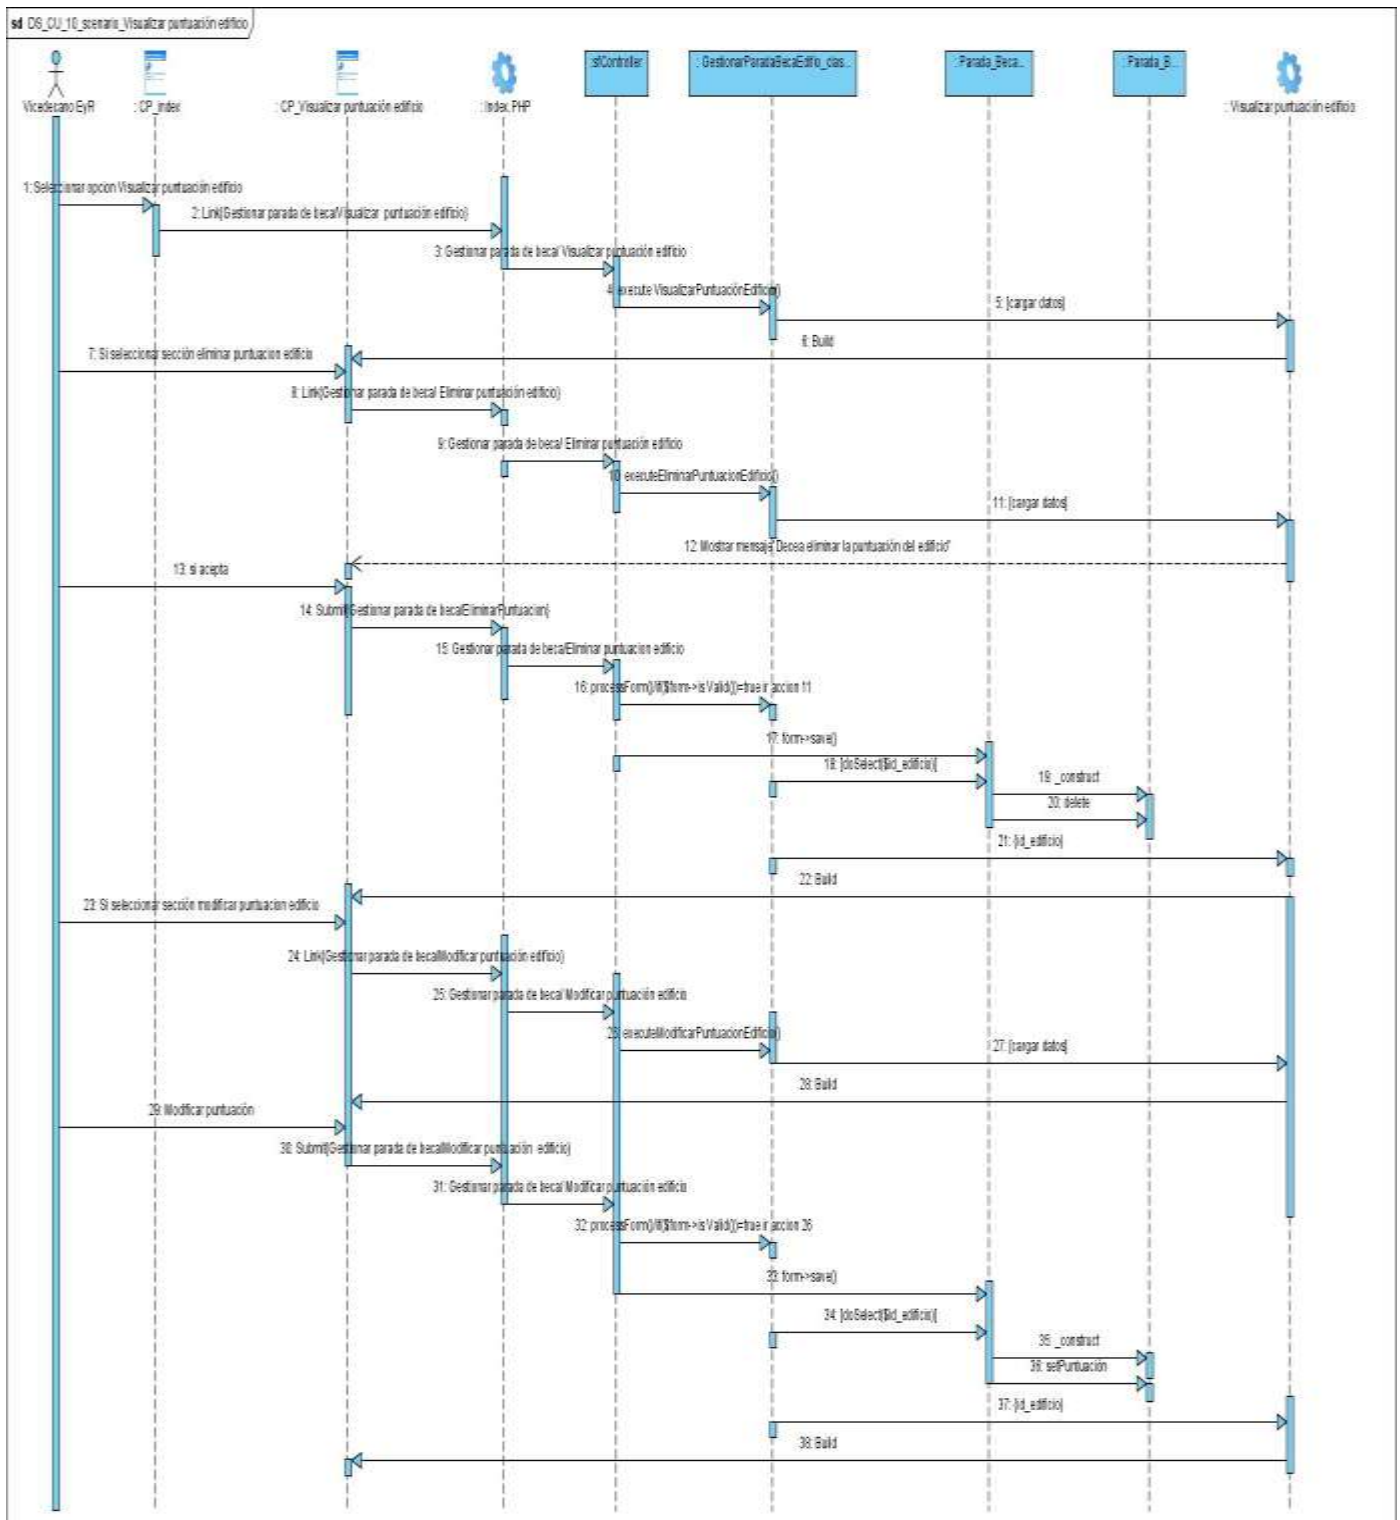 sd DS_CU_10_scenario_Visualizar puntuación edificio
Vicedecano EyR
: CP_index
: CP_Visualizar puntuación edificio
: Index.PHP
:sfController
: GestionarParadaBecaEdifio_clas...
: Parada_Beca...
: Parada_B...
: Visualizar puntuación edificio
1: Seleccionar opcion Visualizar puntuación edificio
2: Link(Gestionar parada de beca/Visualizar puntuación edificio)
3: Gestionar parada de beca/ Visualizar puntuación edificio
4: execute VisualizarPuntuaciónEdificio()
5: [cargar datos]
6: Build
7: Si seleccionar sección eliminar puntuacion edificio
8: Link(Gestionar parada de beca/ Eliminar puntuación edificio)
9: Gestionar parada de beca/ Eliminar puntuación edificio
10: executeEliminarPuntuacionEdificio()
11: [cargar datos]
12: Mostrar mensaje"Decea eliminar la puntuación del edificio"
13: si acepta
14: Submit(Gestionar parada de beca/EliminarPuntuacion)
15: Gestionar parada de beca/Eliminar puntuacion edificio
16: processForm()/if($form->is Valid())=true ir accion 11
17: form->save()
18: [doSelect($id_edificio)[
19: _construct
20: delete
21: {id_edificio}
22: Build
23: Si seleccionar sección modificar puntuacion edificio
24: Link(Gestionar parada de beca/Modificar puntuación edificio)
25: Gestionar parada de beca/ Modificar puntuación edificio
26: executeModificarPuntuacionEdificio()
27: [cargar datos]
28: Build
29: Modificar puntuación
30: Submit(Gestionar parada de beca/Modificar puntuación edificio)
31: Gestionar parada de beca/ Modificar puntuación edificio
32: processForm()/if($form->is Valid())=true ir accion 26
33: form->save()
34: [doSelect($id_edificio)[
35: _construct
36: setPuntuación
37: {id_edificio}
38: Build